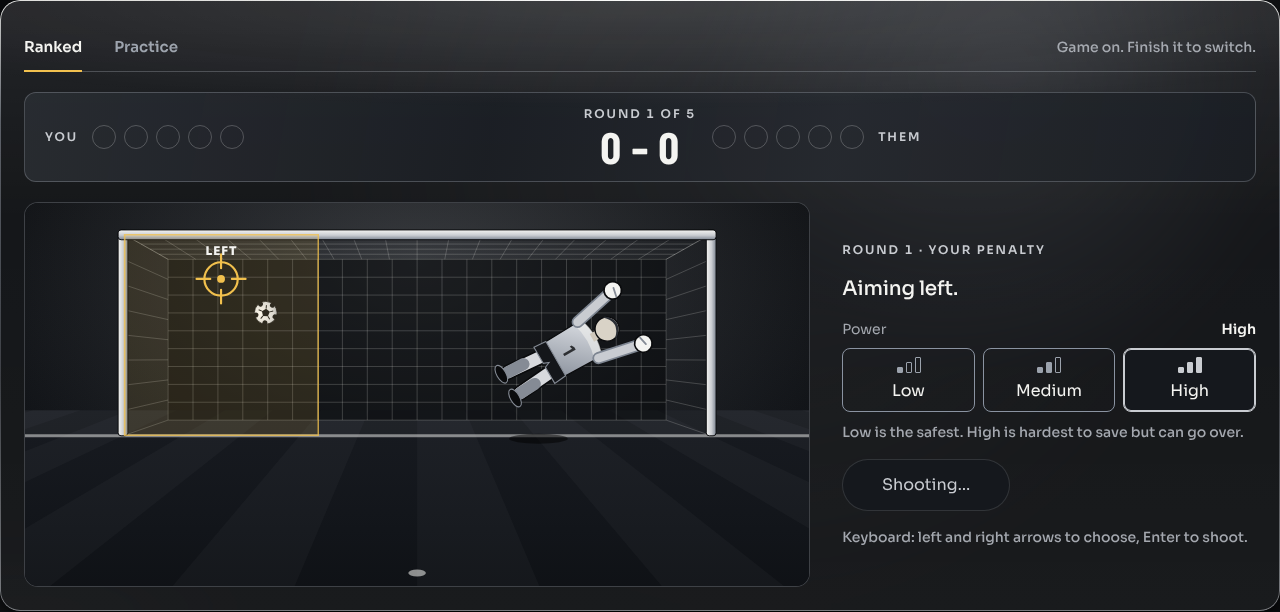 Ranked
Practice
Game on. Finish it to switch.
YOU
ROUND 1 OF 5
0 – 0
THEM
LEFT
1
ROUND 1 · YOUR PENALTY
Aiming left.
Power
High
Low
Medium
High
Low is the safest. High is hardest to save but can go over.
Shooting...
Keyboard: left and right arrows to choose, Enter to shoot.